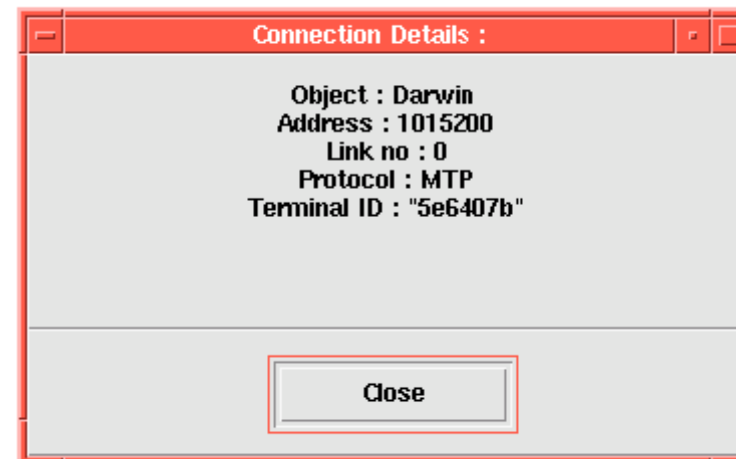 Connection Details :
Object : Darwin
Address : 1015200
Link no : 0
Protocol : MTP
Terminal ID : "5e6407b"
Close